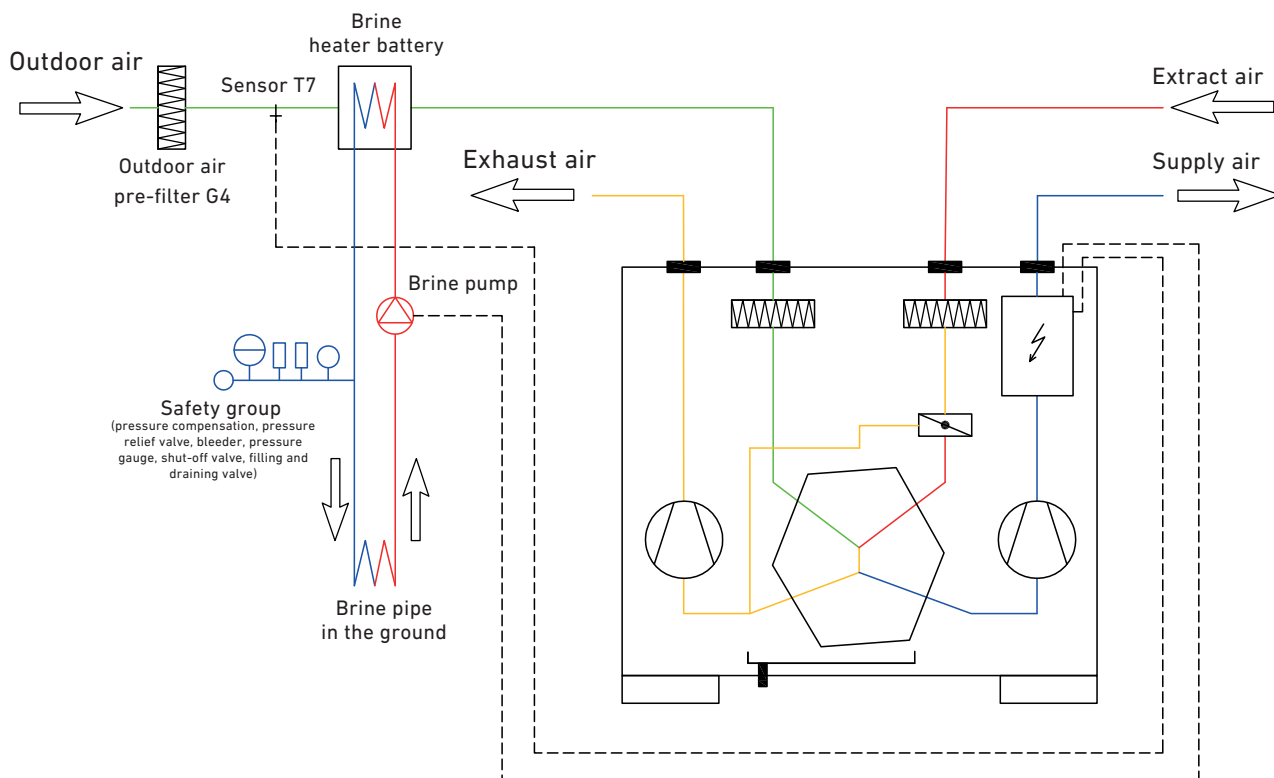 Brine
heater battery
Outdoor air
Sensor T7
Extract air
Outdoor air
pre-filter G4
Exhaust air
Supply air
Brine pump
Safety group
(pressure compensation, pressure
relief valve, bleeder, pressure
gauge, shut-off valve, filling and
draining valve)
Brine pipe
in the ground